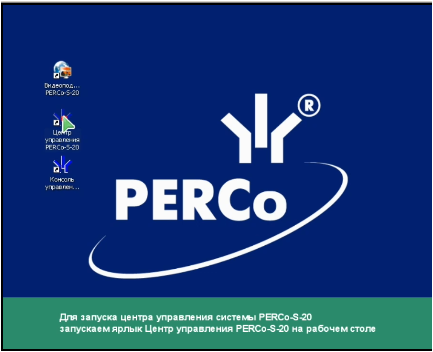 Видеопод...
PERCo-S-20
Центр
управления
PERCo-S-20
Консоль
управлен...
®
PERCo
Для запуска центра управления системы PERCo-S-20
запускаем ярлык Центр управления PERCo-S-20 на рабочем столе